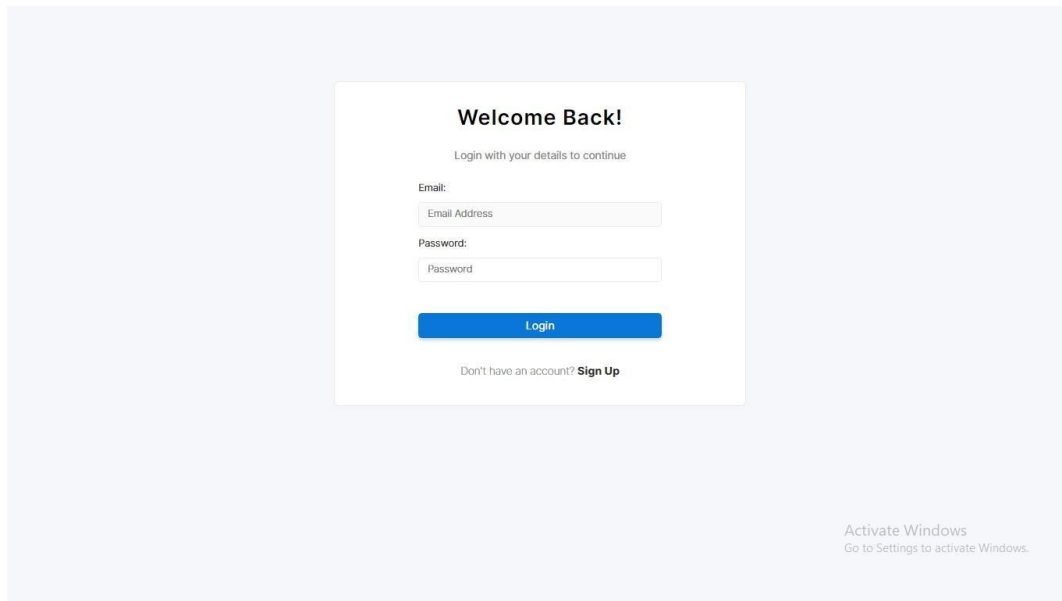 Welcome Back!
Login with your details to continue
Email:
Email Address
Password:
Password
Login
Don't have an account? Sign Up
Activate Windows
Go to Settings to activate Windows.